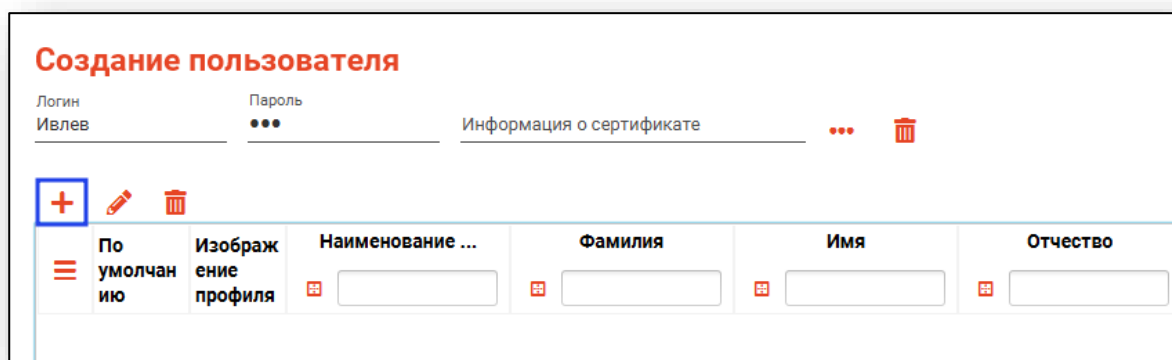 Создание пользователя
Логин
Пароль
Ивлев
•••
Информация о сертификате
По умолчан ию
Изображ ение профиля
Наименование ...
Фамилия
Имя
Отчество